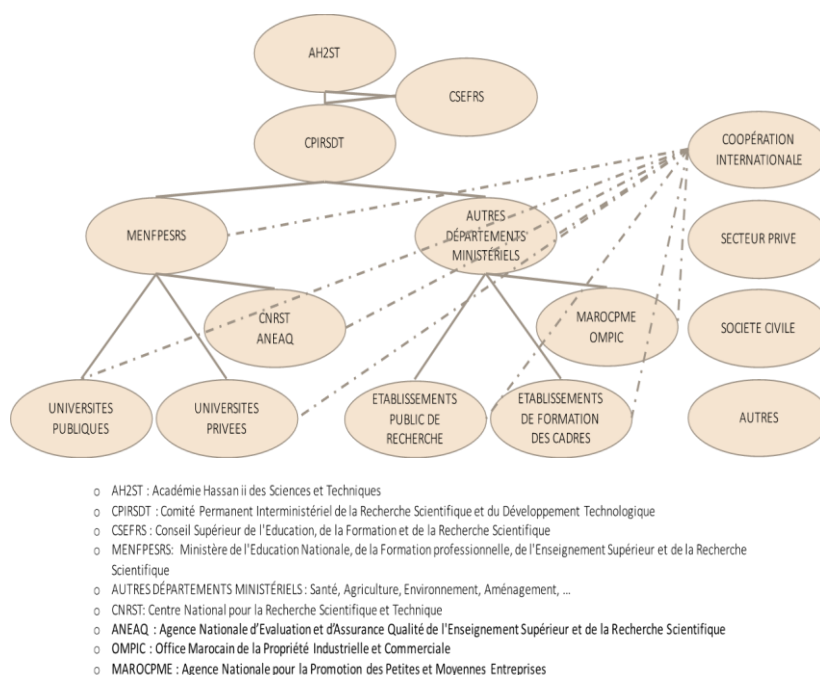 AH2ST
CSEFRS
CPIRSDT
COOPÉRATION
INTERNATIONALE
MENFPESRS
AUTRES
DÉPARTEMENTS
MINISTÉRIELS
SECTEUR PRIVE
CNRST
ANEAQ
MAROCPME
OMPIC
SOCIETE CIVILE
UNIVERSITES
PUBLIQUES
UNIVERSITES
PRIVEES
ETABLISSEMENTS
PUBLIC DE
RECHERCHE
ETABLISSEMENTS
DE FORMATION
DES CADRES
AUTRES
o AH2ST : Académie Hassan ii des Sciences et Techniques
o CPIRSDT : Comité Permanent Interministériel de la Recherche Scientifique et du Développement Technologique
o CSEFRS : Conseil Supérieur de l'Education, de la Formation et de la Recherche Scientifique
o MENFPESRS: Ministère de l'Education Nationale, de la Formation professionnelle, de l'Enseignement Supérieur et de la Recherche
Scientifique
o AUTRES DÉPARTEMENTS MINISTÉRIELS : Santé, Agriculture, Environnement, Aménagement, ...
o CNRST: Centre National pour la Recherche Scientifique et Technique
o ANEAQ : Agence Nationale d'Evaluation et d'Assurance Qualité de l'Enseignement Supérieur et de la Recherche Scientifique
o OMPIC : Office Marocain de la Propriété Industrielle et Commerciale
o MAROCPME : Agence Nationale pour la Promotion des Petites et Moyennes Entreprises